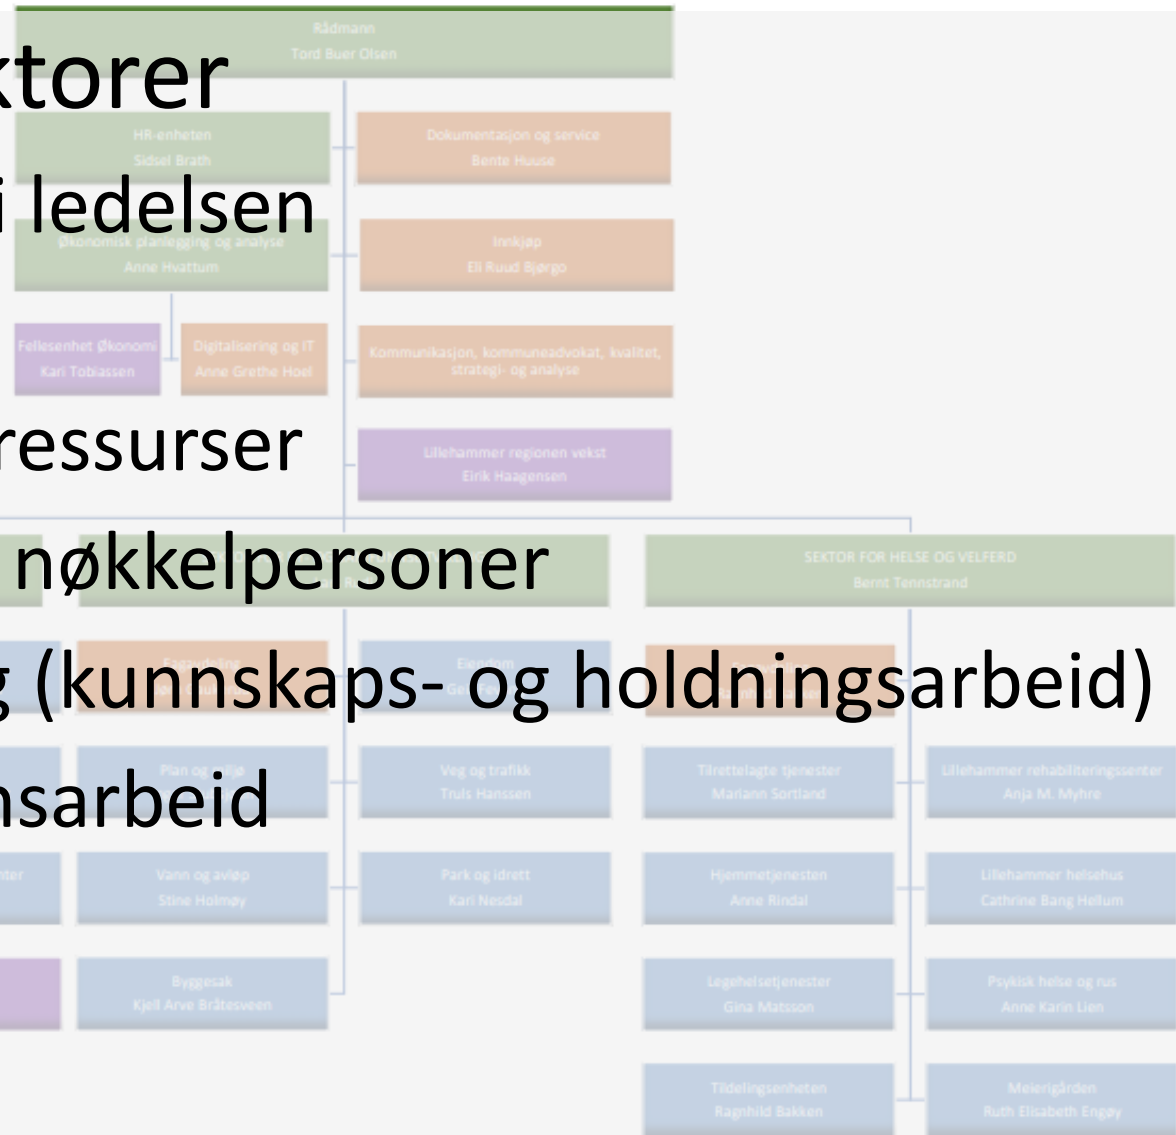 Rådmann
Tord Buer Olsen
ktorer
HR-enheten
Sidsel Brath
Dokumentasjon og service
Bente Huuse
i ledelsen
Økonomisk planlegging og analyse
Anne Hvattum
Innkjøp
Eli Ruud Bjørgo
Fellesenhet Økonomi
Kari Tobiassen
Digitalisering og IT
Anne Grethe Hoel
Kommunikasjon, kommuneadvokat, kvalitet,
strategi- og analyse
ressurser
Lillehammer regionen vekst
Eirik Haagensen
nøkkelpersoner
SEKTOR FOR HELSE OG VELFERD
Bernt Tennstrand
Fagavdeling
Eiendom
g (kunnskaps- og holdningsarbeid)
Plan og miljø
Veg og trafikk
Truls Hanssen
Tilrettelagte tjenester
Mariann Sortland
Lillehammer rehabiliteringssenter
Anja M. Myhre
nsarbeid
nter
Vann og avløp
Stine Holmøy
Park og idrett
Kari Nesdal
Hjemmetjenesten
Anne Rindal
Lillehammer helsehus
Cathrine Bang Hellum
Byggesak
Kjell Arve Bråtesveen
Legehelsetjenester
Gina Matsson
Psykisk helse og rus
Anne Karin Lien
Tildelingsenheten
Ragnhild Bakken
Meierigården
Ruth Elisabeth Engøy